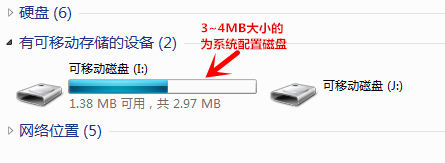 硬盘 (6)
3~4MB大小的
为系统配置磁盘
有可移动存储的设备 (2)
可移动磁盘 (I:)
1.38 MB 可用，共 2.97 MB
可移动磁盘 (J:)
网络位置 (5)